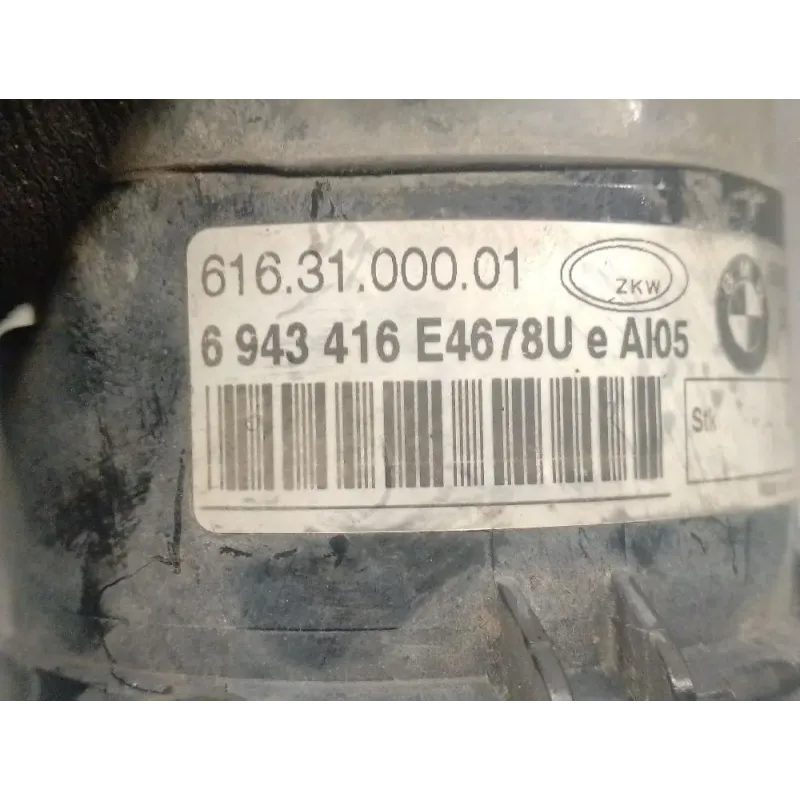 616.31.000.01
ZKW
6 943 416 E4678U e AI05
Stk